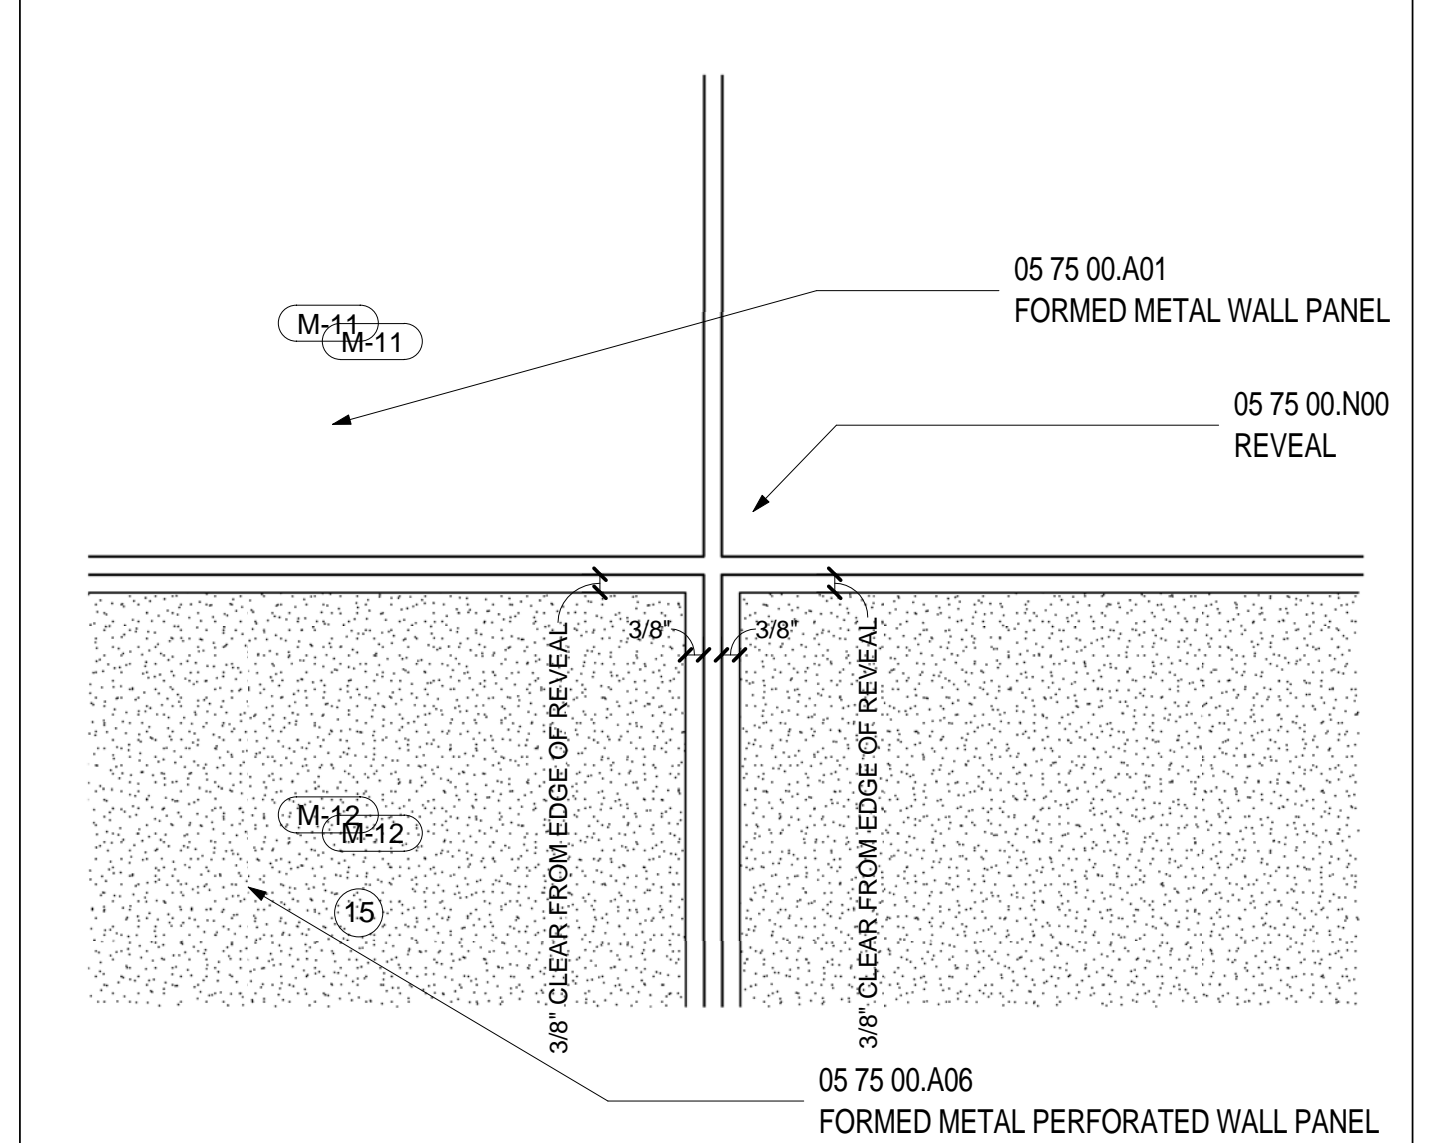 05 75 00.A01
FORMED METAL WALL PANEL
M-11
M-11
05 75 00.N00
REVEAL
3/8" CLEAR FROM EDGE OF REVEAL
3/8"
3/8"
3/8" CLEAR FROM EDGE OF REVEAL
M-12
M-12
15
05 75 00.A06
FORMED METAL PERFORATED WALL PANEL